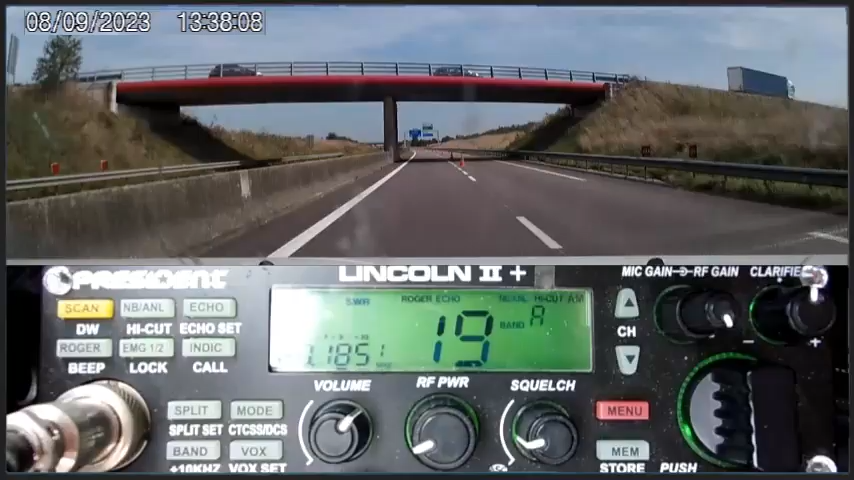 08/09/2023 13:38:08
PRESIDENT
LINCOLN II +
MIC GAIN RF GAIN CLARIFIE
SCAN NB/ANL ECHO
DW HI-CUT ECHO SET
ROGER EMG 1/2 INDIC
BEEP LOCK CALL
SWR ROGER ECHO NB/ANL HI-CUT AM
19 BAND A
CH
- +
VOLUME RF PWR SQUELCH
SPLIT MODE
SPLIT SET CTCSS/DCS
BAND VOX
+10KHZ VOX SET
MENU
MEM
STORE PUSH